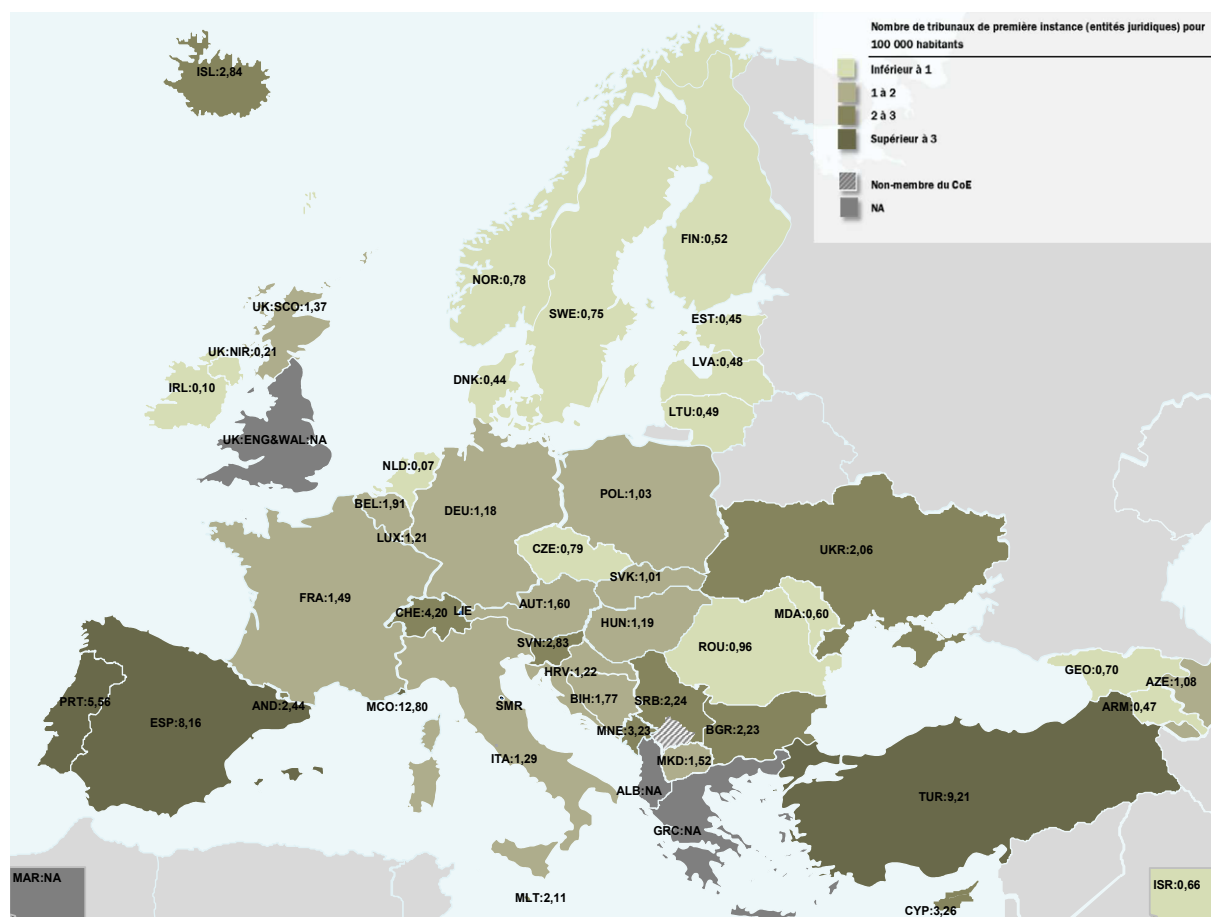 Nombre de tribunaux de première instance (entités juridiques) pour
100 000 habitants
Inférieur à 1
1 à 2
2 à 3
Supérieur à 3
Non-membre du CoE
NA
ISL:2,84
FIN:0,52
NOR:0,78
SWE:0,75
UK:SCO:1,37
EST:0,45
UK:NIR:0,21
LVA:0,48
IRL:0,10
DNK:0,44
LTU:0,49
UK:ENG&WAL:NA
NLD:0,07
POL:1,03
BEL:1,91
DEU:1,18
LUX:1,21
CZE:0,79
UKR:2,06
SVK:1,01
FRA:1,49
CHE:4,20
LIE
AUT:1,60
HUN:1,19
MDA:0,60
SVN:2,83
ROU:0,96
HRV:1,22
GEO:0,70
AZE:1,08
PRT:5,56
ESP:8,16
AND:2,44
MCO:12,80
SMR
BIH:1,77
SRB:2,24
ARM:0,47
MNE:3,23
BGR:2,23
ITA:1,29
MKD:1,52
ALB:NA
TUR:9,21
GRC:NA
MAR:NA
MLT:2,11
CYP:3,26
ISR:0,66